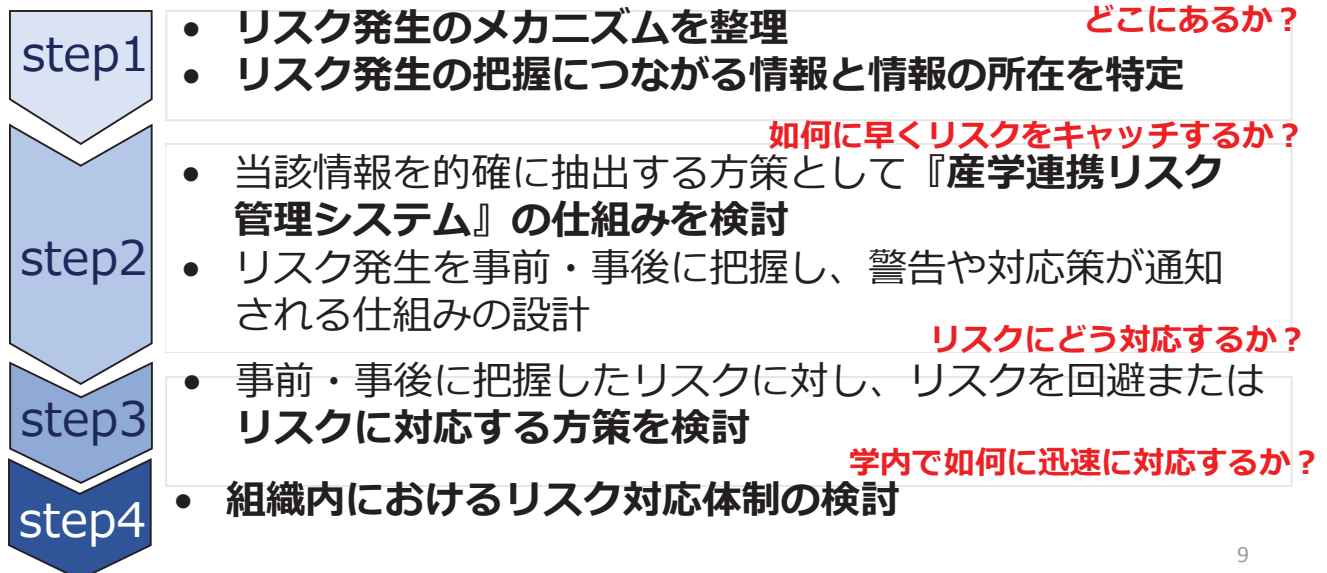 どこにあるか？
step1
• リスク発生のメカニズムを整理
• リスク発生の把握につながる情報と情報の所在を特定
如何に早くリスクをキャッチするか？
step2
• 当該情報を的確に抽出する方策として『産学連携リスク
管理システム』の仕組みを検討
• リスク発生を事前・事後に把握し、警告や対応策が通知
される仕組みの設計
リスクにどう対応するか？
step3
• 事前・事後に把握したリスクに対し、リスクを回避または
リスクに対応する方策を検討
学内で如何に迅速に対応するか？
step4
• 組織内におけるリスク対応体制の検討
9